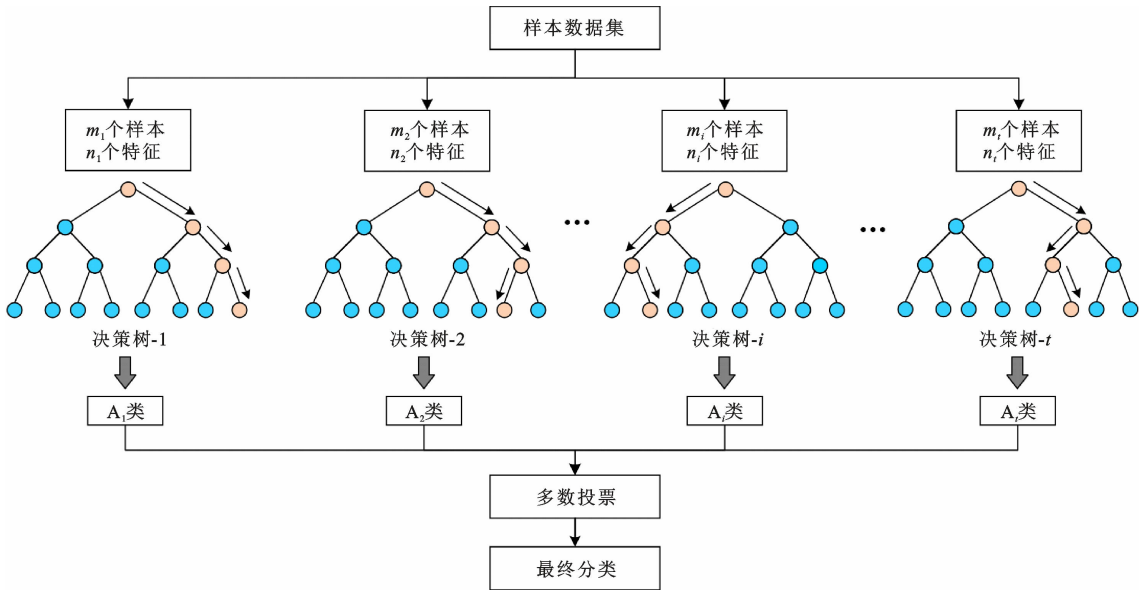 样本数据集
m₁个样本
n₁个特征
m₂个样本
n₂个特征
mᵢ个样本
nᵢ个特征
mₜ个样本
nₜ个特征
...
...
决策树-1
决策树-2
决策树-i
决策树-t
A₁类
A₂类
Aᵢ类
Aₜ类
多数投票
最终分类